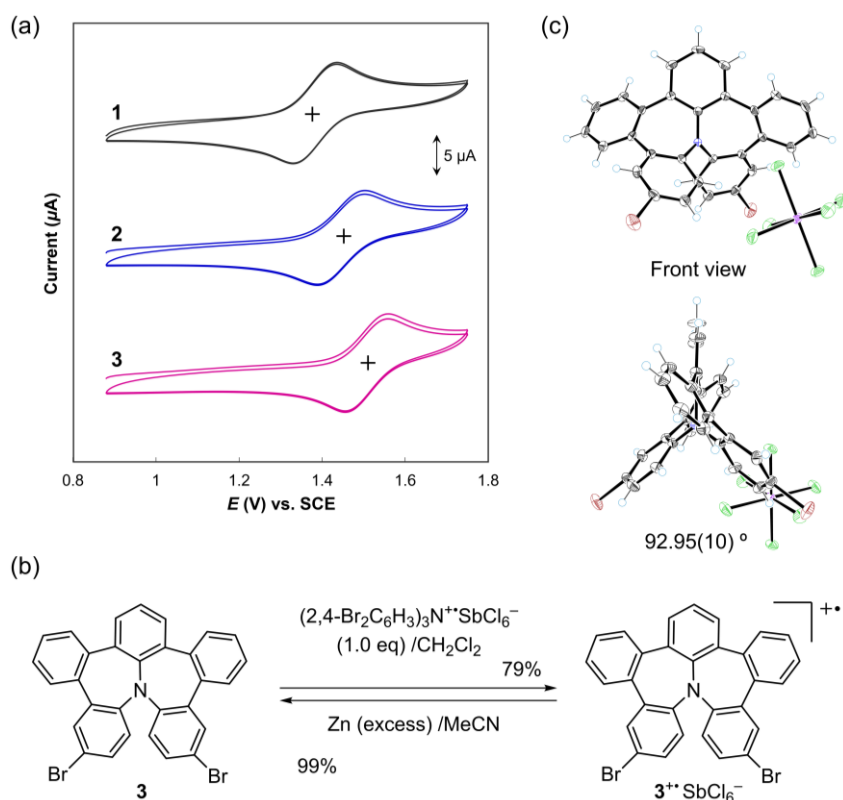 (a)
1
5 µA
2
3
Current (µA)
0.8 1 1.2 1.4 1.6 1.8
E (V) vs. SCE
(c)
Front view
92.95(10) º
(b)
(2,4-Br₂C₆H₃)₃N⁺•SbCl₆⁻
(1.0 eq) /CH₂Cl₂
79%
Zn (excess) /MeCN
99%
N
Br Br
3
+•
N
Br Br
3⁺•SbCl₆⁻